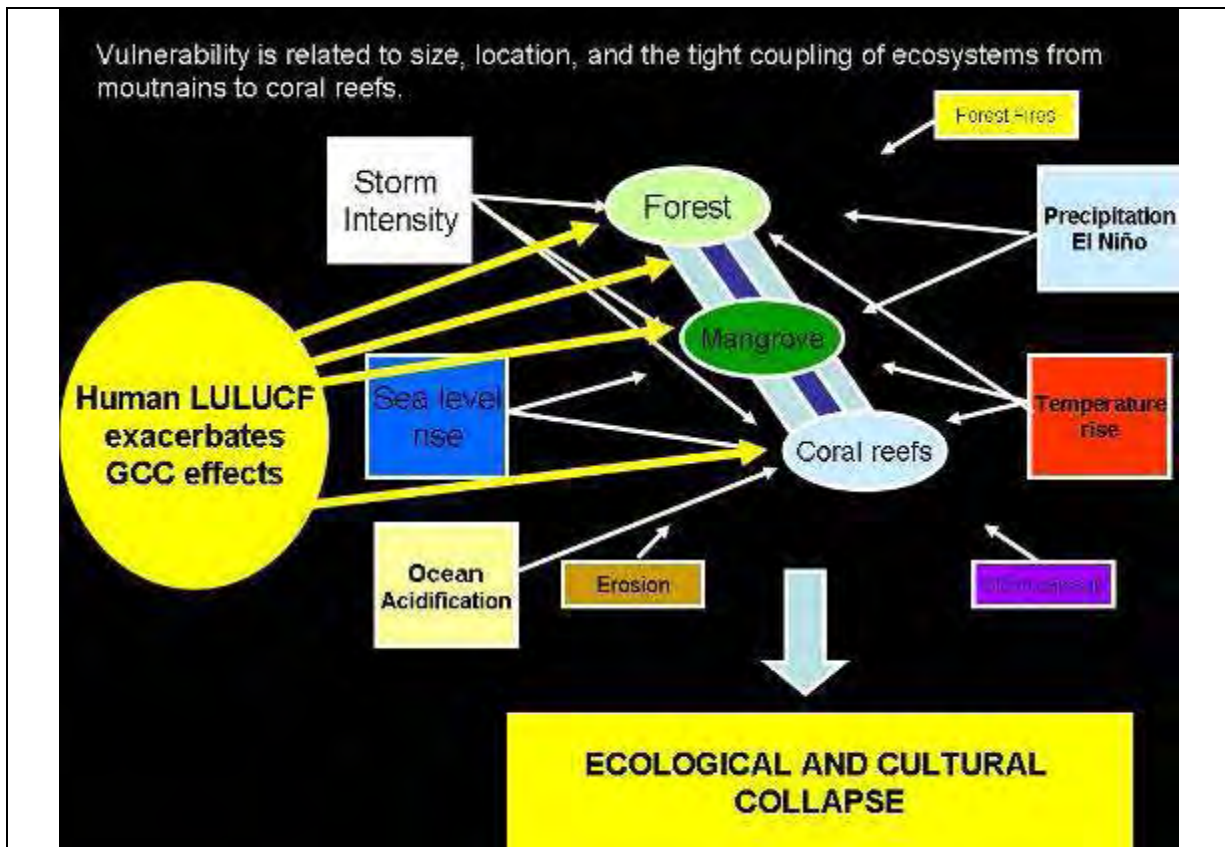 Vulnerability is related to size, location, and the tight coupling of ecosystems from
moutnains to coral reefs.
Forest Fires
Storm
Intensity
Forest
Precipitation
El Niño
Mangrove
Human LULUCF
exacerbates
GCC effects
Sea level
rise
Temperature
rise
Coral reefs
Ocean
Acidification
Erosion
ECOLOGICAL AND CULTURAL
COLLAPSE